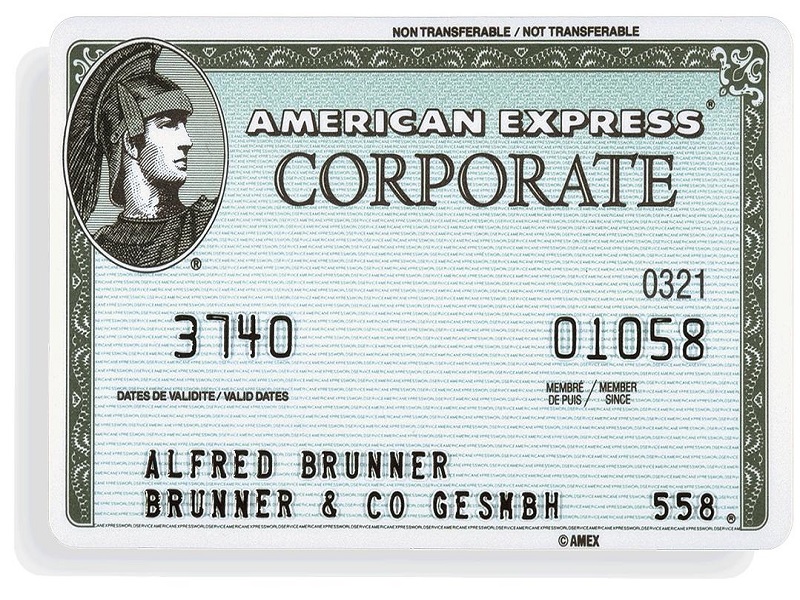 NON TRANSFERABLE / NOT TRANSFERABLE
AMERICAN EXPRESS®
CORPORATE
®
0321
3740 01058
DATES DE VALIDITE / VALID DATES
MEMBRÉ DE PUIS / MEMBER SINCE
ALFRED BRUNNER
BRUNNER & CO GESMBH 558 ®
© AMEX